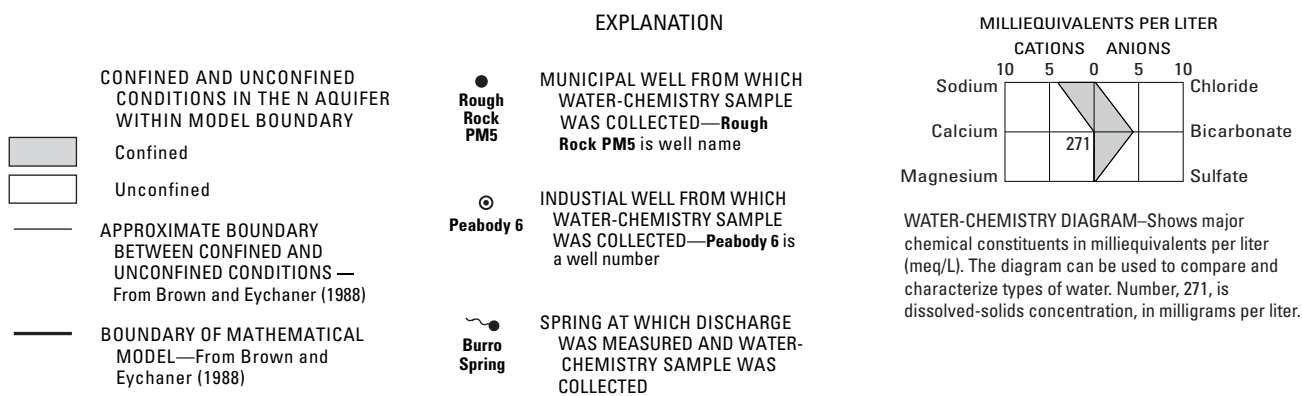 EXPLANATION
CONFINED AND UNCONFINED
CONDITIONS IN THE N AQUIFER
WITHIN MODEL BOUNDARY
Confined
Unconfined
APPROXIMATE BOUNDARY
BETWEEN CONFINED AND
UNCONFINED CONDITIONS —
From Brown and Eychaner (1988)
BOUNDARY OF MATHEMATICAL
MODEL—From Brown and
Eychaner (1988)
Rough
Rock
PM5
MUNICIPAL WELL FROM WHICH
WATER-CHEMISTRY SAMPLE
WAS COLLECTED—Rough
Rock PM5 is well name
Peabody 6
INDUSTIAL WELL FROM WHICH
WATER-CHEMISTRY SAMPLE
WAS COLLECTED—Peabody 6 is
a well number
Burro
Spring
SPRING AT WHICH DISCHARGE
WAS MEASURED AND WATER-
CHEMISTRY SAMPLE WAS
COLLECTED
MILLIEQUIVALENTS PER LITER
CATIONS ANIONS
10 5 0 5 10
Sodium Chloride
Calcium 271 Bicarbonate
Magnesium Sulfate
WATER-CHEMISTRY DIAGRAM–Shows major
chemical constituents in milliequivalents per liter
(meq/L). The diagram can be used to compare and
characterize types of water. Number, 271, is
dissolved-solids concentration, in milligrams per liter.